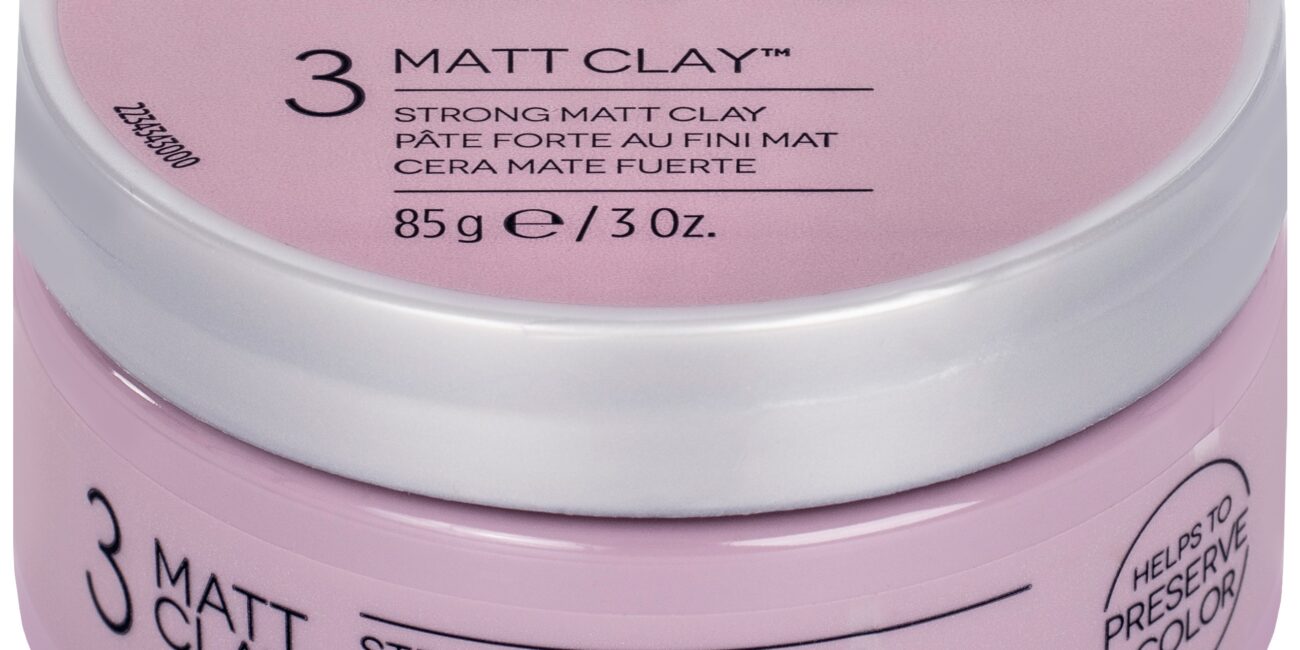 3 MATT CLAY™
STRONG MATT CLAY
PÂTE FORTE AU FINI MAT
CERA MATE FUERTE
85 g ℮ / 3 Oz.
2234343000
3 MATT
HELPS TO
PRESERVE
COLOR